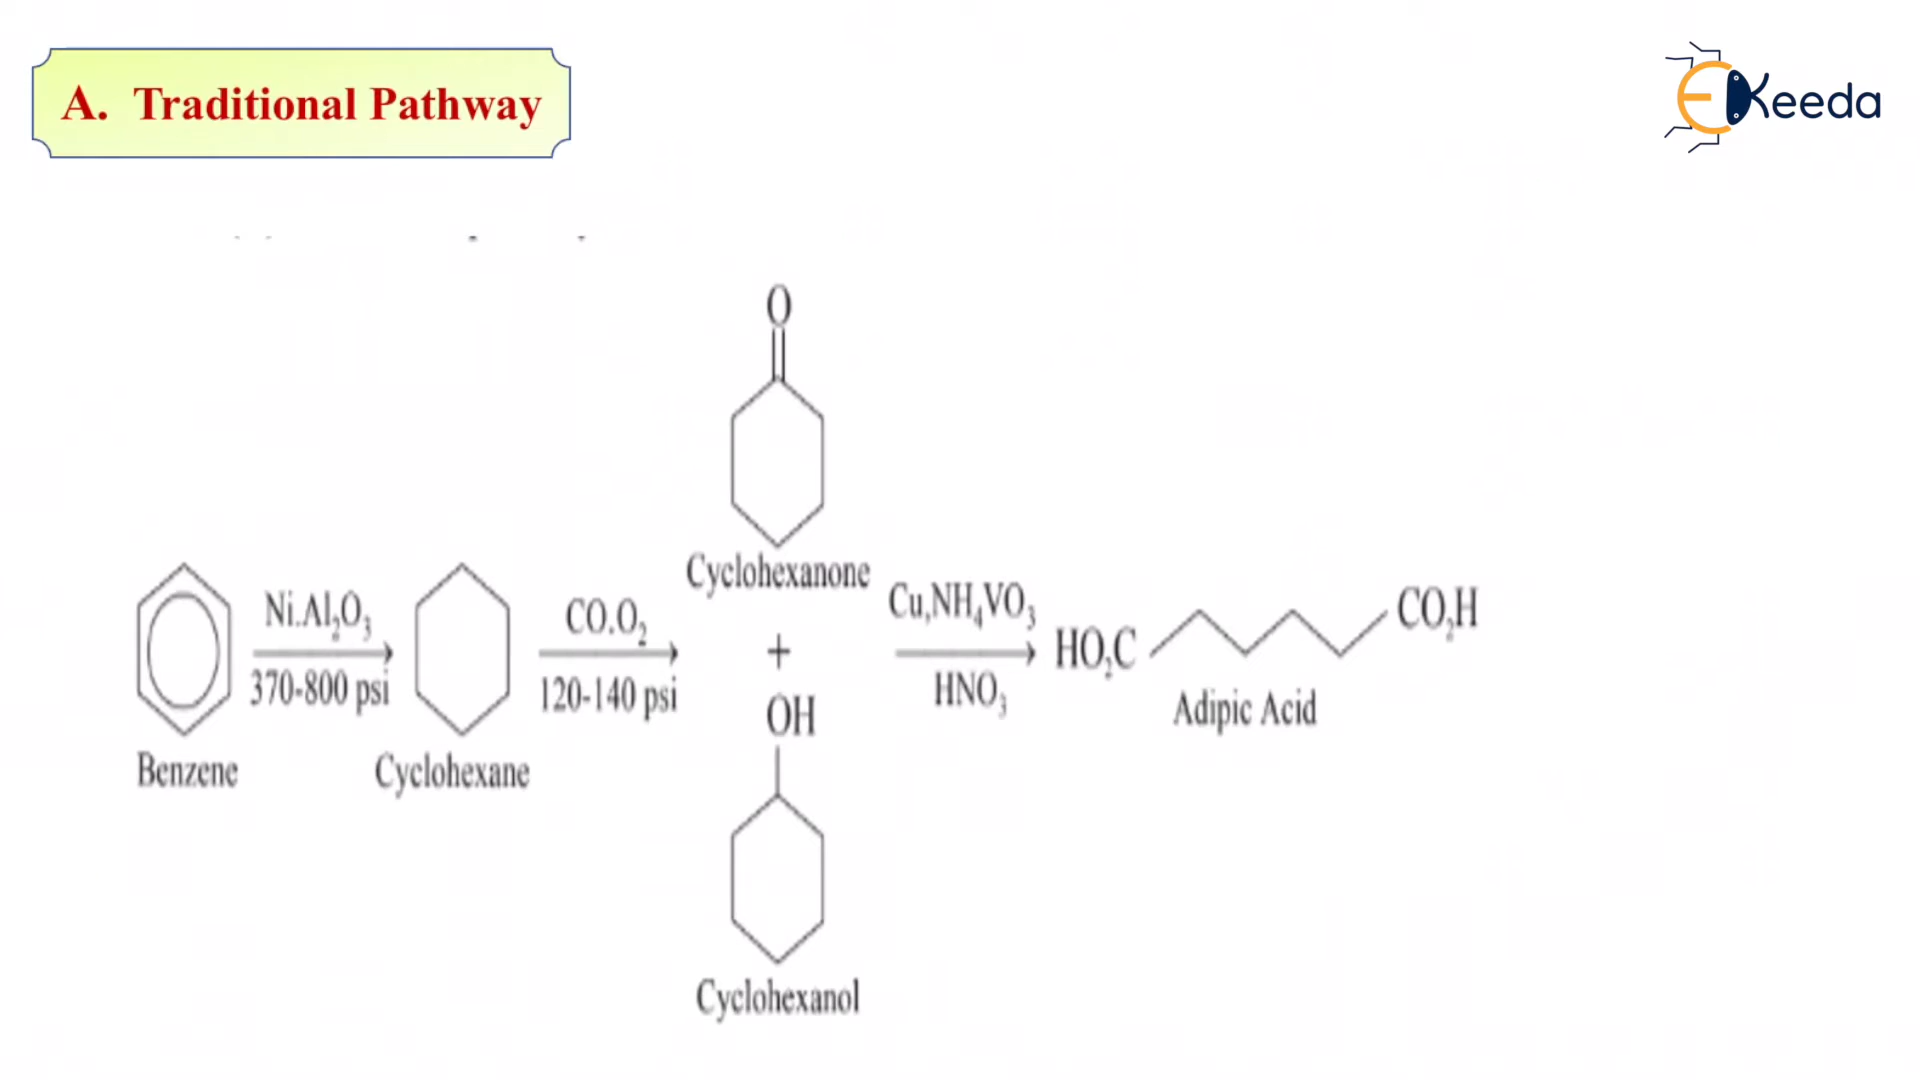 A. Traditional Pathway
EKeeda
O
Cyclohexanone
Ni.Al₂O₃
370-800 psi
CO.O₂
120-140 psi
+
OH
Cu,NH₄VO₃
HNO₃
HO₂C
CO₂H
Adipic Acid
Benzene
Cyclohexane
Cyclohexanol